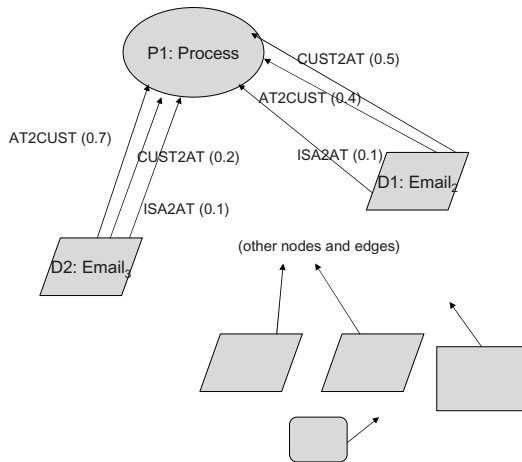 P1: Process
CUST2AT (0.5)
AT2CUST (0.4)
AT2CUST (0.7)
CUST2AT (0.2)
ISA2AT (0.1)
ISA2AT (0.1)
D1: Email₂
(other nodes and edges)
D2: Email₃